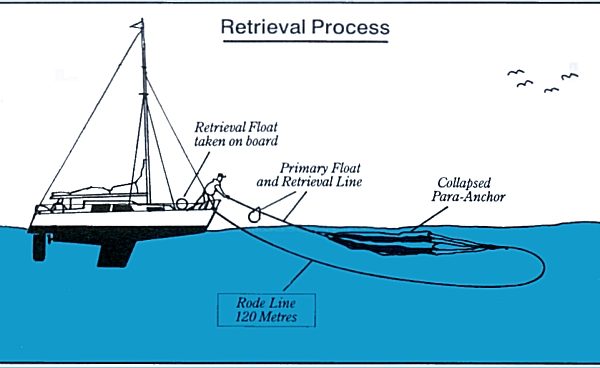 Retrieval Process
Retrieval Float
taken on board
Primary Float
and Retrieval Line
Collapsed
Para-Anchor
Rode Line
120 Metres